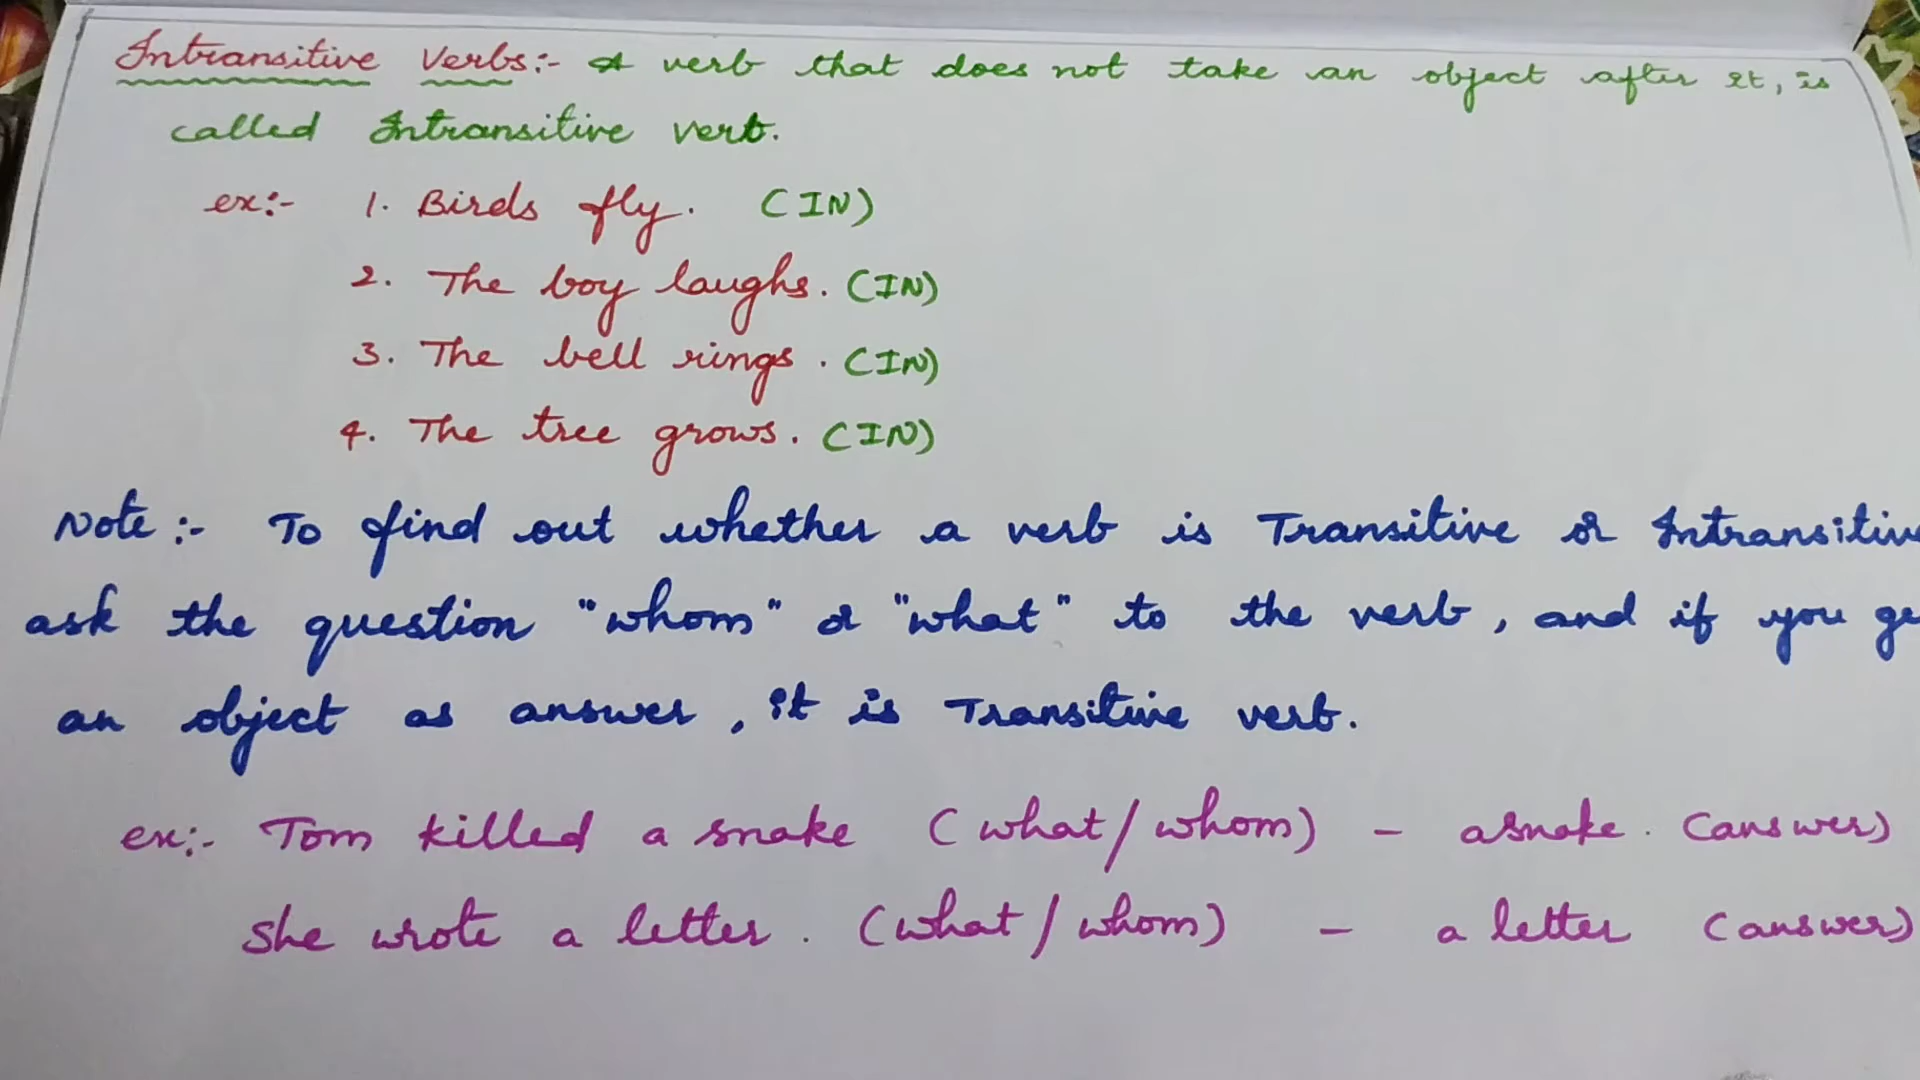 Intransitive Verbs:- A verb that does not take an object after it, is
called Intransitive verb.
ex:- 1. Birds fly. (IN)
2. The boy laughs. (IN)
3. The bell rings. (IN)
4. The tree grows. (IN)
Note:- To find out whether a verb is Transitive or Intransitive
ask the question "whom" or "what" to the verb, and if you ge
an object as answer, it is Transitive verb.
ex:- Tom killed a snake (what/whom) - a snake. (answer)
She wrote a letter. (what/whom) - a letter (answer)